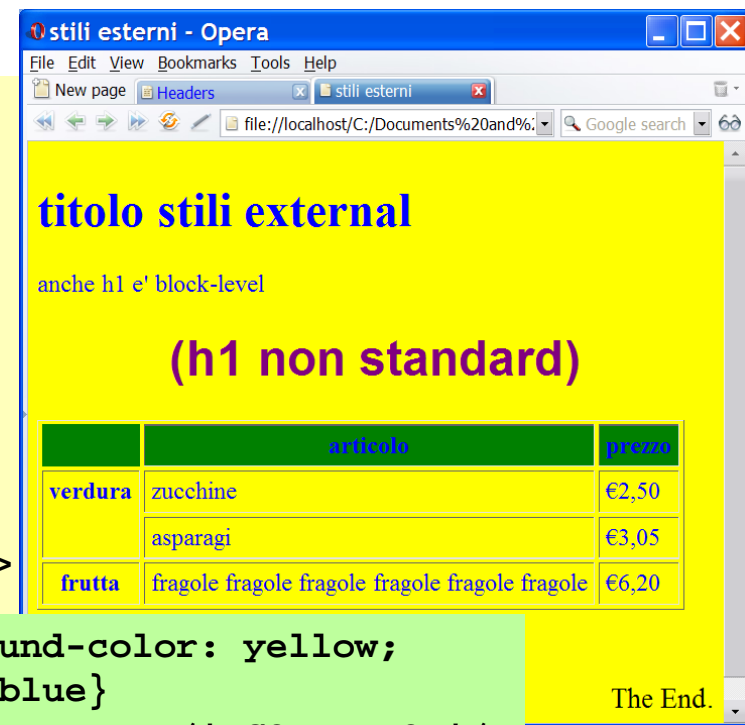 stili esterni - Opera
File Edit View Bookmarks Tools Help
New page Headers stili esterni
file://localhost/C:/Documents%20and% Google search
titolo stili external
anche h1 e' block-level
(h1 non standard)
articolo prezzo
verdura zucchine €2,50
asparagi €3,05
>
frutta fragole fragole fragole fragole fragole fragole €6,20
und-color: yellow;
blue}
The End.